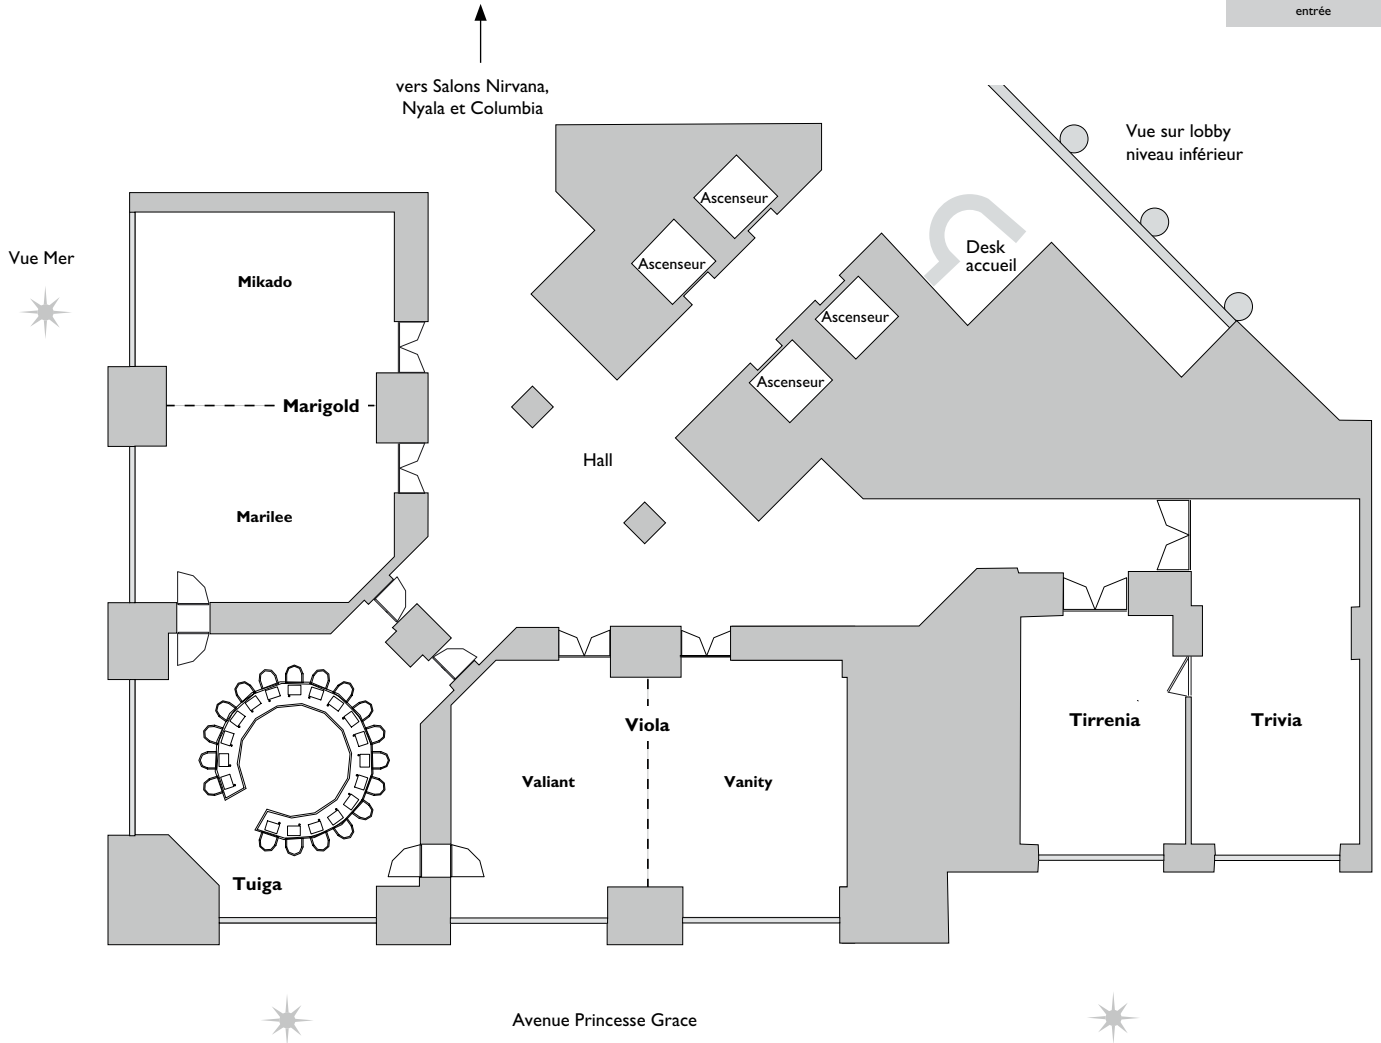 entrée
vers Salons Nirvana,
Nyala et Columbia
Vue sur lobby
niveau inférieur
Ascenseur
Ascenseur
Desk
accueil
Vue Mer
Mikado
Ascenseur
Ascenseur
Marigold
Hall
Marilee
Viola
Tirrenia
Trivia
Valiant
Vanity
Tuiga
Avenue Princesse Grace